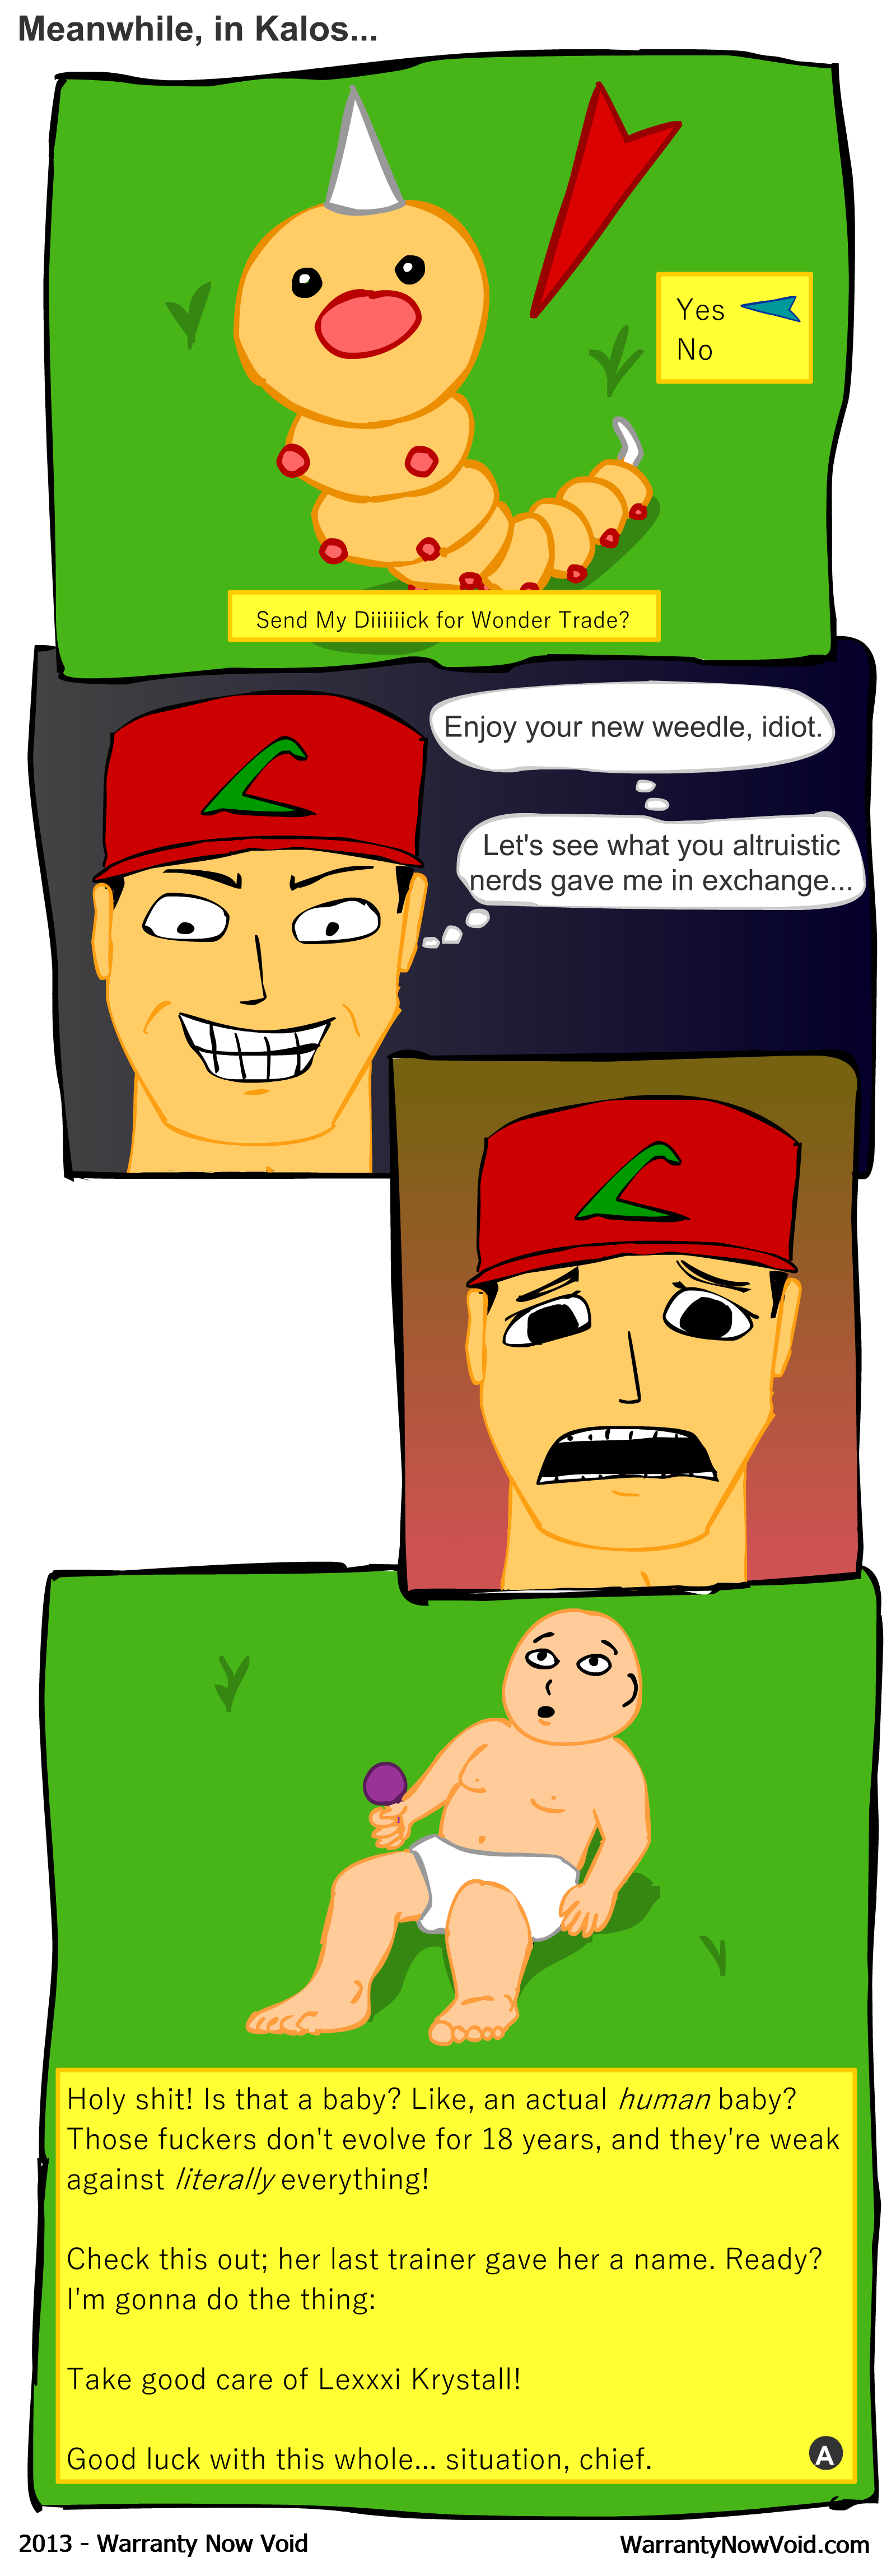 Meanwhile, in Kalos...
Yes
No
Send My Diiiiiick for Wonder Trade?
Enjoy your new weedle, idiot.
Let's see what you altruistic
nerds gave me in exchange...
Holy shit! Is that a baby? Like, an actual human baby?
Those fuckers don't evolve for 18 years, and they're weak
against literally everything!
Check this out; her last trainer gave her a name. Ready?
I'm gonna do the thing:
Take good care of Lexxxi Krystall!
Good luck with this whole... situation, chief.
A
2013 - Warranty Now Void
WarrantyNowVoid.com